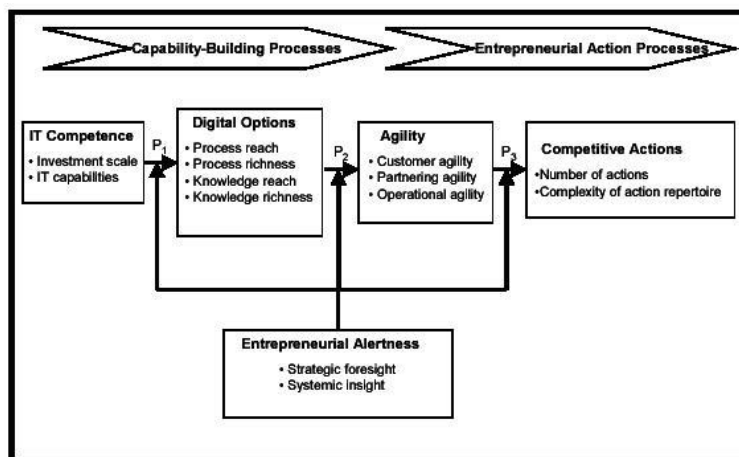 Capability-Building Processes
Entrepreneurial Action Processes
IT Competence
• Investment scale
• IT capabilities
P1
Digital Options
• Process reach
• Process richness
• Knowledge reach
• Knowledge richness
P2
Agility
• Customer agility
• Partnering agility
• Operational agility
P3
Competitive Actions
•Number of actions
•Complexity of action repertoire
Entrepreneurial Alertness
• Strategic foresight
• Systemic insight